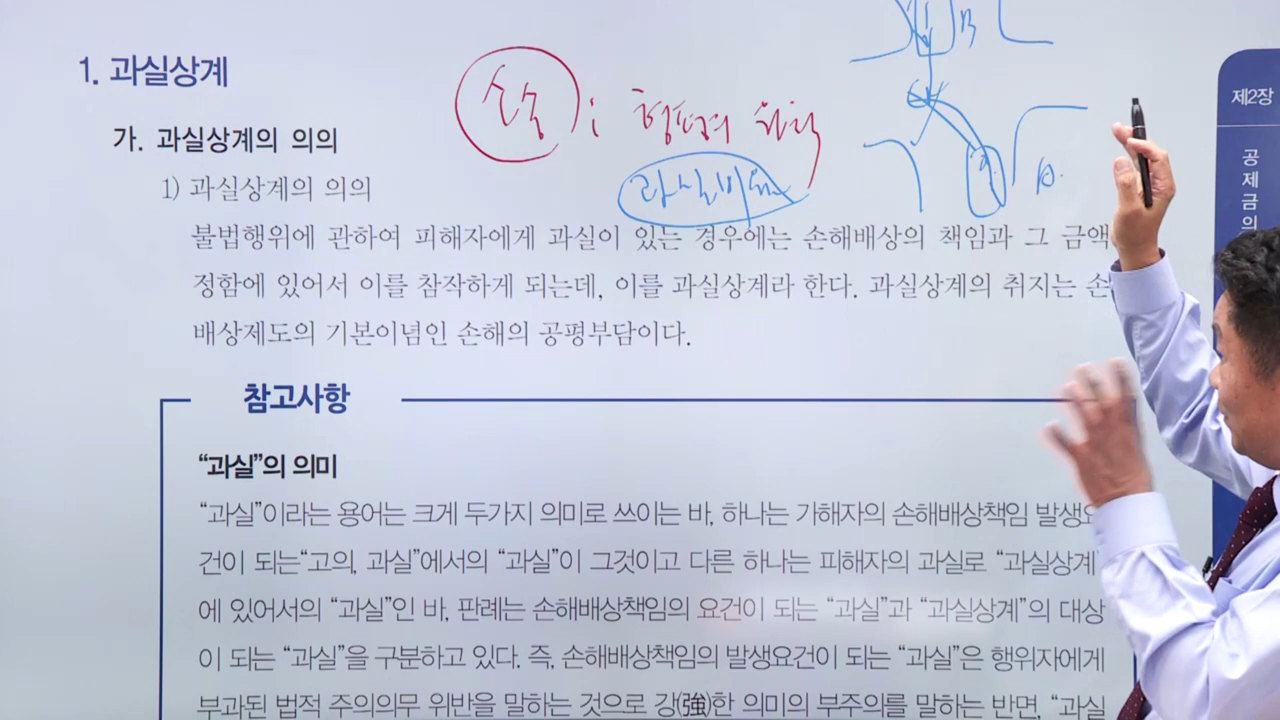 1. 과실상계
소송 : 형평의 원칙
과실비율
B
A.
가. 과실상계의 의의
1) 과실상계의 의의
불법행위에 관하여 피해자에게 과실이 있는 경우에는 손해배상의 책임과 그 금액
정함에 있어서 이를 참작하게 되는데, 이를 과실상계라 한다. 과실상계의 취지는 손
배상제도의 기본이념인 손해의 공평부담이다.
참고사항
“과실”의 의미
“과실”이라는 용어는 크게 두가지 의미로 쓰이는 바, 하나는 가해자의 손해배상책임 발생요
건이 되는“고의, 과실”에서의 “과실”이 그것이고 다른 하나는 피해자의 과실로 “과실상계”
에 있어서의 “과실”인 바, 판례는 손해배상책임의 요건이 되는 “과실”과 “과실상계”의 대상
이 되는 “과실”을 구분하고 있다. 즉, 손해배상책임의 발생요건이 되는 “과실”은 행위자에게
부과된 법적 주의의무 위반을 말하는 것으로 강(強)한 의미의 부주의를 말하는 반면, “과실
제2장
공제금의